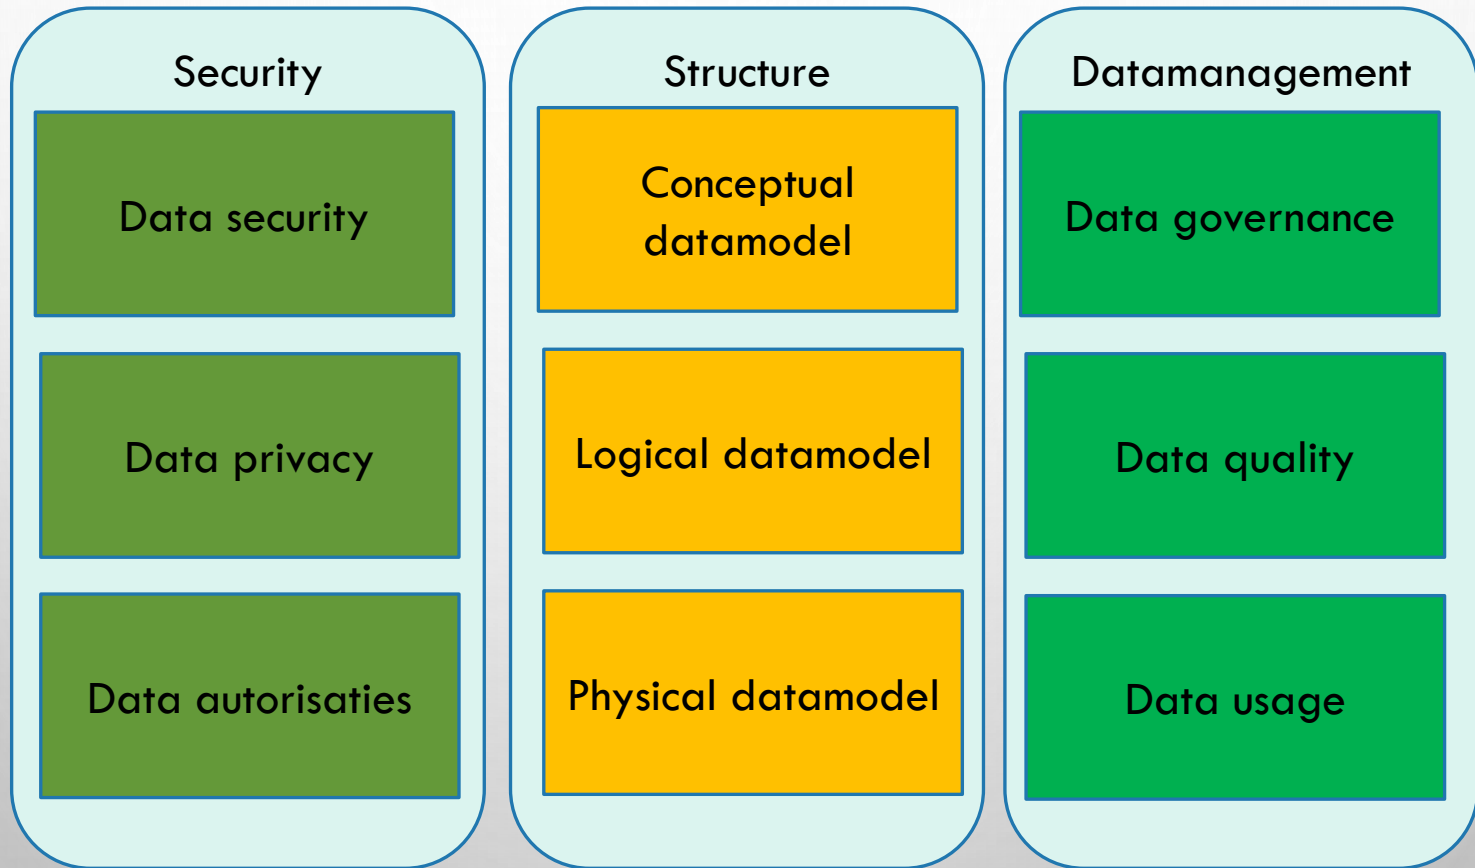 Security
Data security
Data privacy
Data autorisaties
Structure
Conceptual
datamodel
Logical datamodel
Physical datamodel
Datamanagement
Data governance
Data quality
Data usage